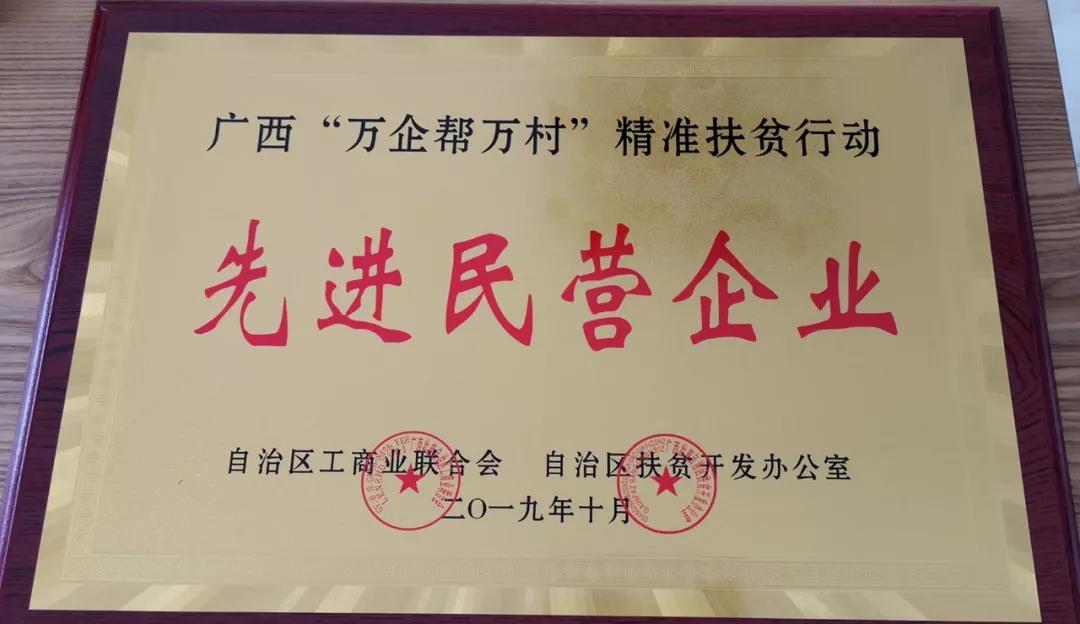 广西“万企帮万村”精准扶贫行动
先进民营企业
自治区工商业联合会 自治区扶贫开发办公室
二〇一九年十月